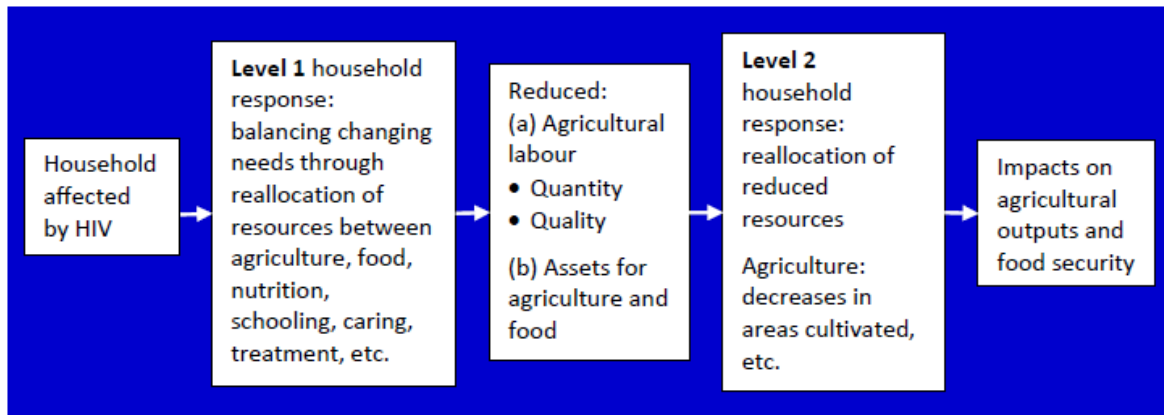 Household
affected
by HIV
Level 1 household
response:
balancing changing
needs through
reallocation of
resources between
agriculture, food,
nutrition,
schooling, caring,
treatment, etc.
Reduced:
(a) Agricultural
labour
• Quantity
• Quality
(b) Assets for
agriculture and
food
Level 2
household
response:
reallocation of
reduced
resources
Agriculture:
decreases in
areas cultivated,
etc.
Impacts on
agricultural
outputs and
food security